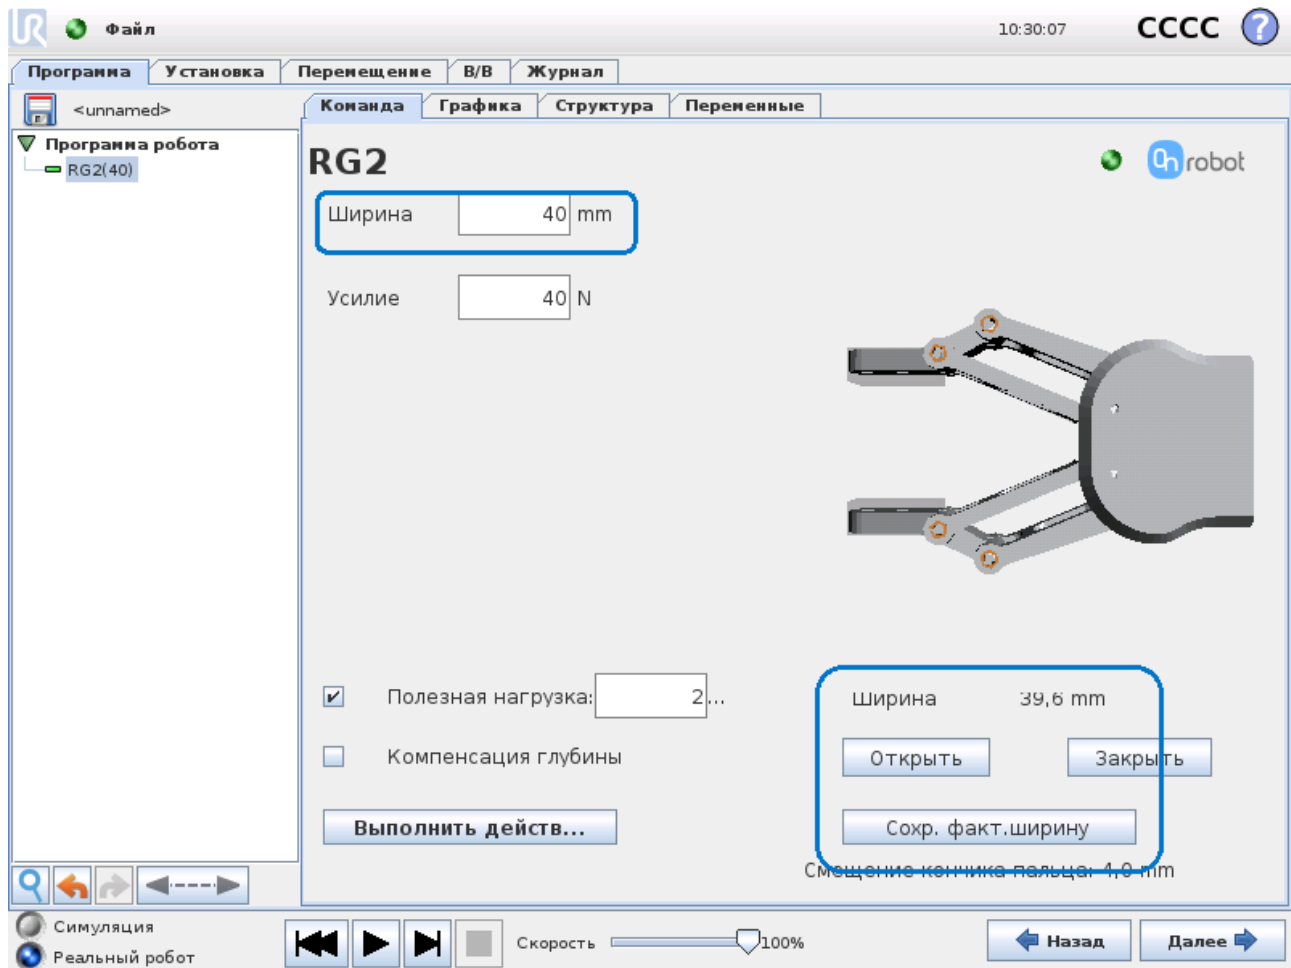 UR Файл 10:30:07 CCCC ?
Программа Установка Перемещение В/В Журнал
<unnamed> Команда Графика Структура Переменные
Программа робота
RG2(40)
RG2
On robot
Ширина 40 mm
Усилие 40 N
Полезная нагрузка: 2...
Ширина 39,6 mm
Компенсация глубины
Открыть Закрыть
Выполнить действ...
Сохр. факт.ширину
Смещение кончика пальца: 4,0 mm
Симуляция
Реальный робот
Скорость 100%
Назад Далее